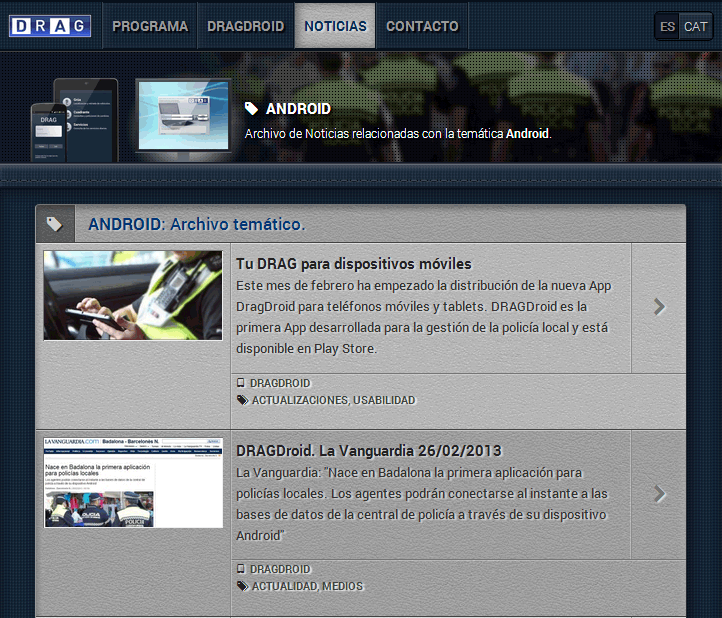 DRAG
PROGRAMA
DRAGDROID
NOTICIAS
CONTACTO
ES
CAT
DRAG
DRAG
ANDROID
Archivo de Noticias relacionadas con la temática Android.
ANDROID: Archivo temático.
Tu DRAG para dispositivos móviles
Este mes de febrero ha empezado la distribución de la nueva App
DragDroid para teléfonos móviles y tablets. DRAGDroid es la
primera App desarrollada para la gestión de la policía local y está
disponible en Play Store.
DRAGDROID
ACTUALIZACIONES, USABILIDAD
LAVANGUARDIA.COM Badalona - Barcelonès N.
Nace en Badalona la primera aplicación
para policías locales
DRAGDroid. La Vanguardia 26/02/2013
La Vanguardia: "Nace en Badalona la primera aplicación para
policías locales. Los agentes podrán conectarse al instante a las
bases de datos de la central de policía a través de su dispositivo
Android"
DRAGDROID
ACTUALIDAD, MEDIOS